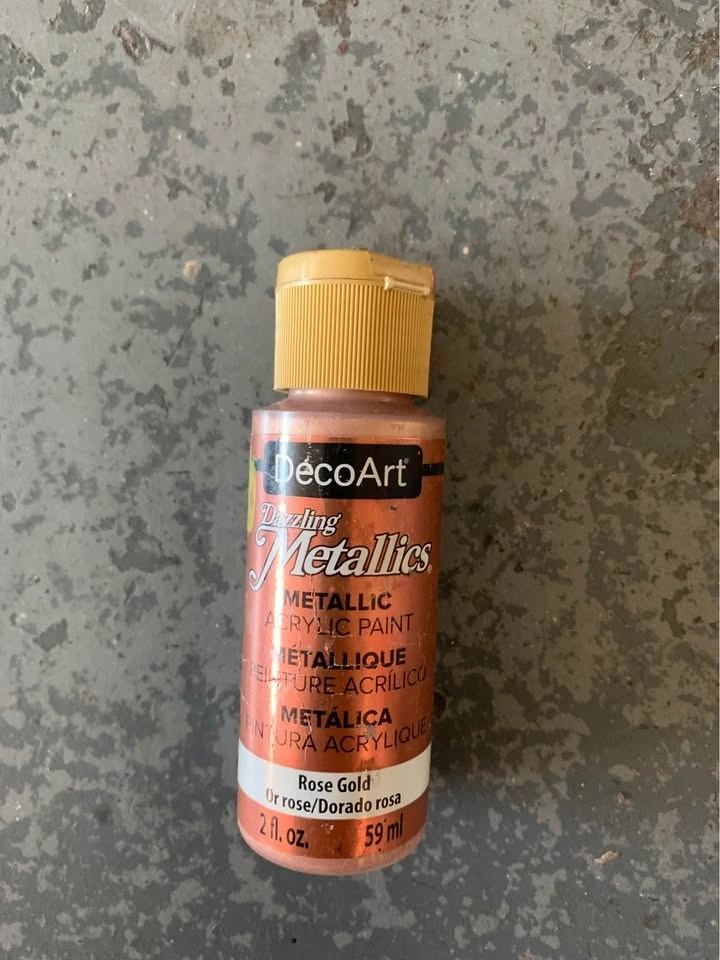 DecoArt®
Dazzling
Metallics®
METALLIC
ACRYLIC PAINT
MÉTALLIQUE
PEINTURE ACRÍLICO
METÁLICA
PINTURA ACRYLIQUE
Rose Gold
Or rose/Dorado rosa
2 fl. oz. 59 ml